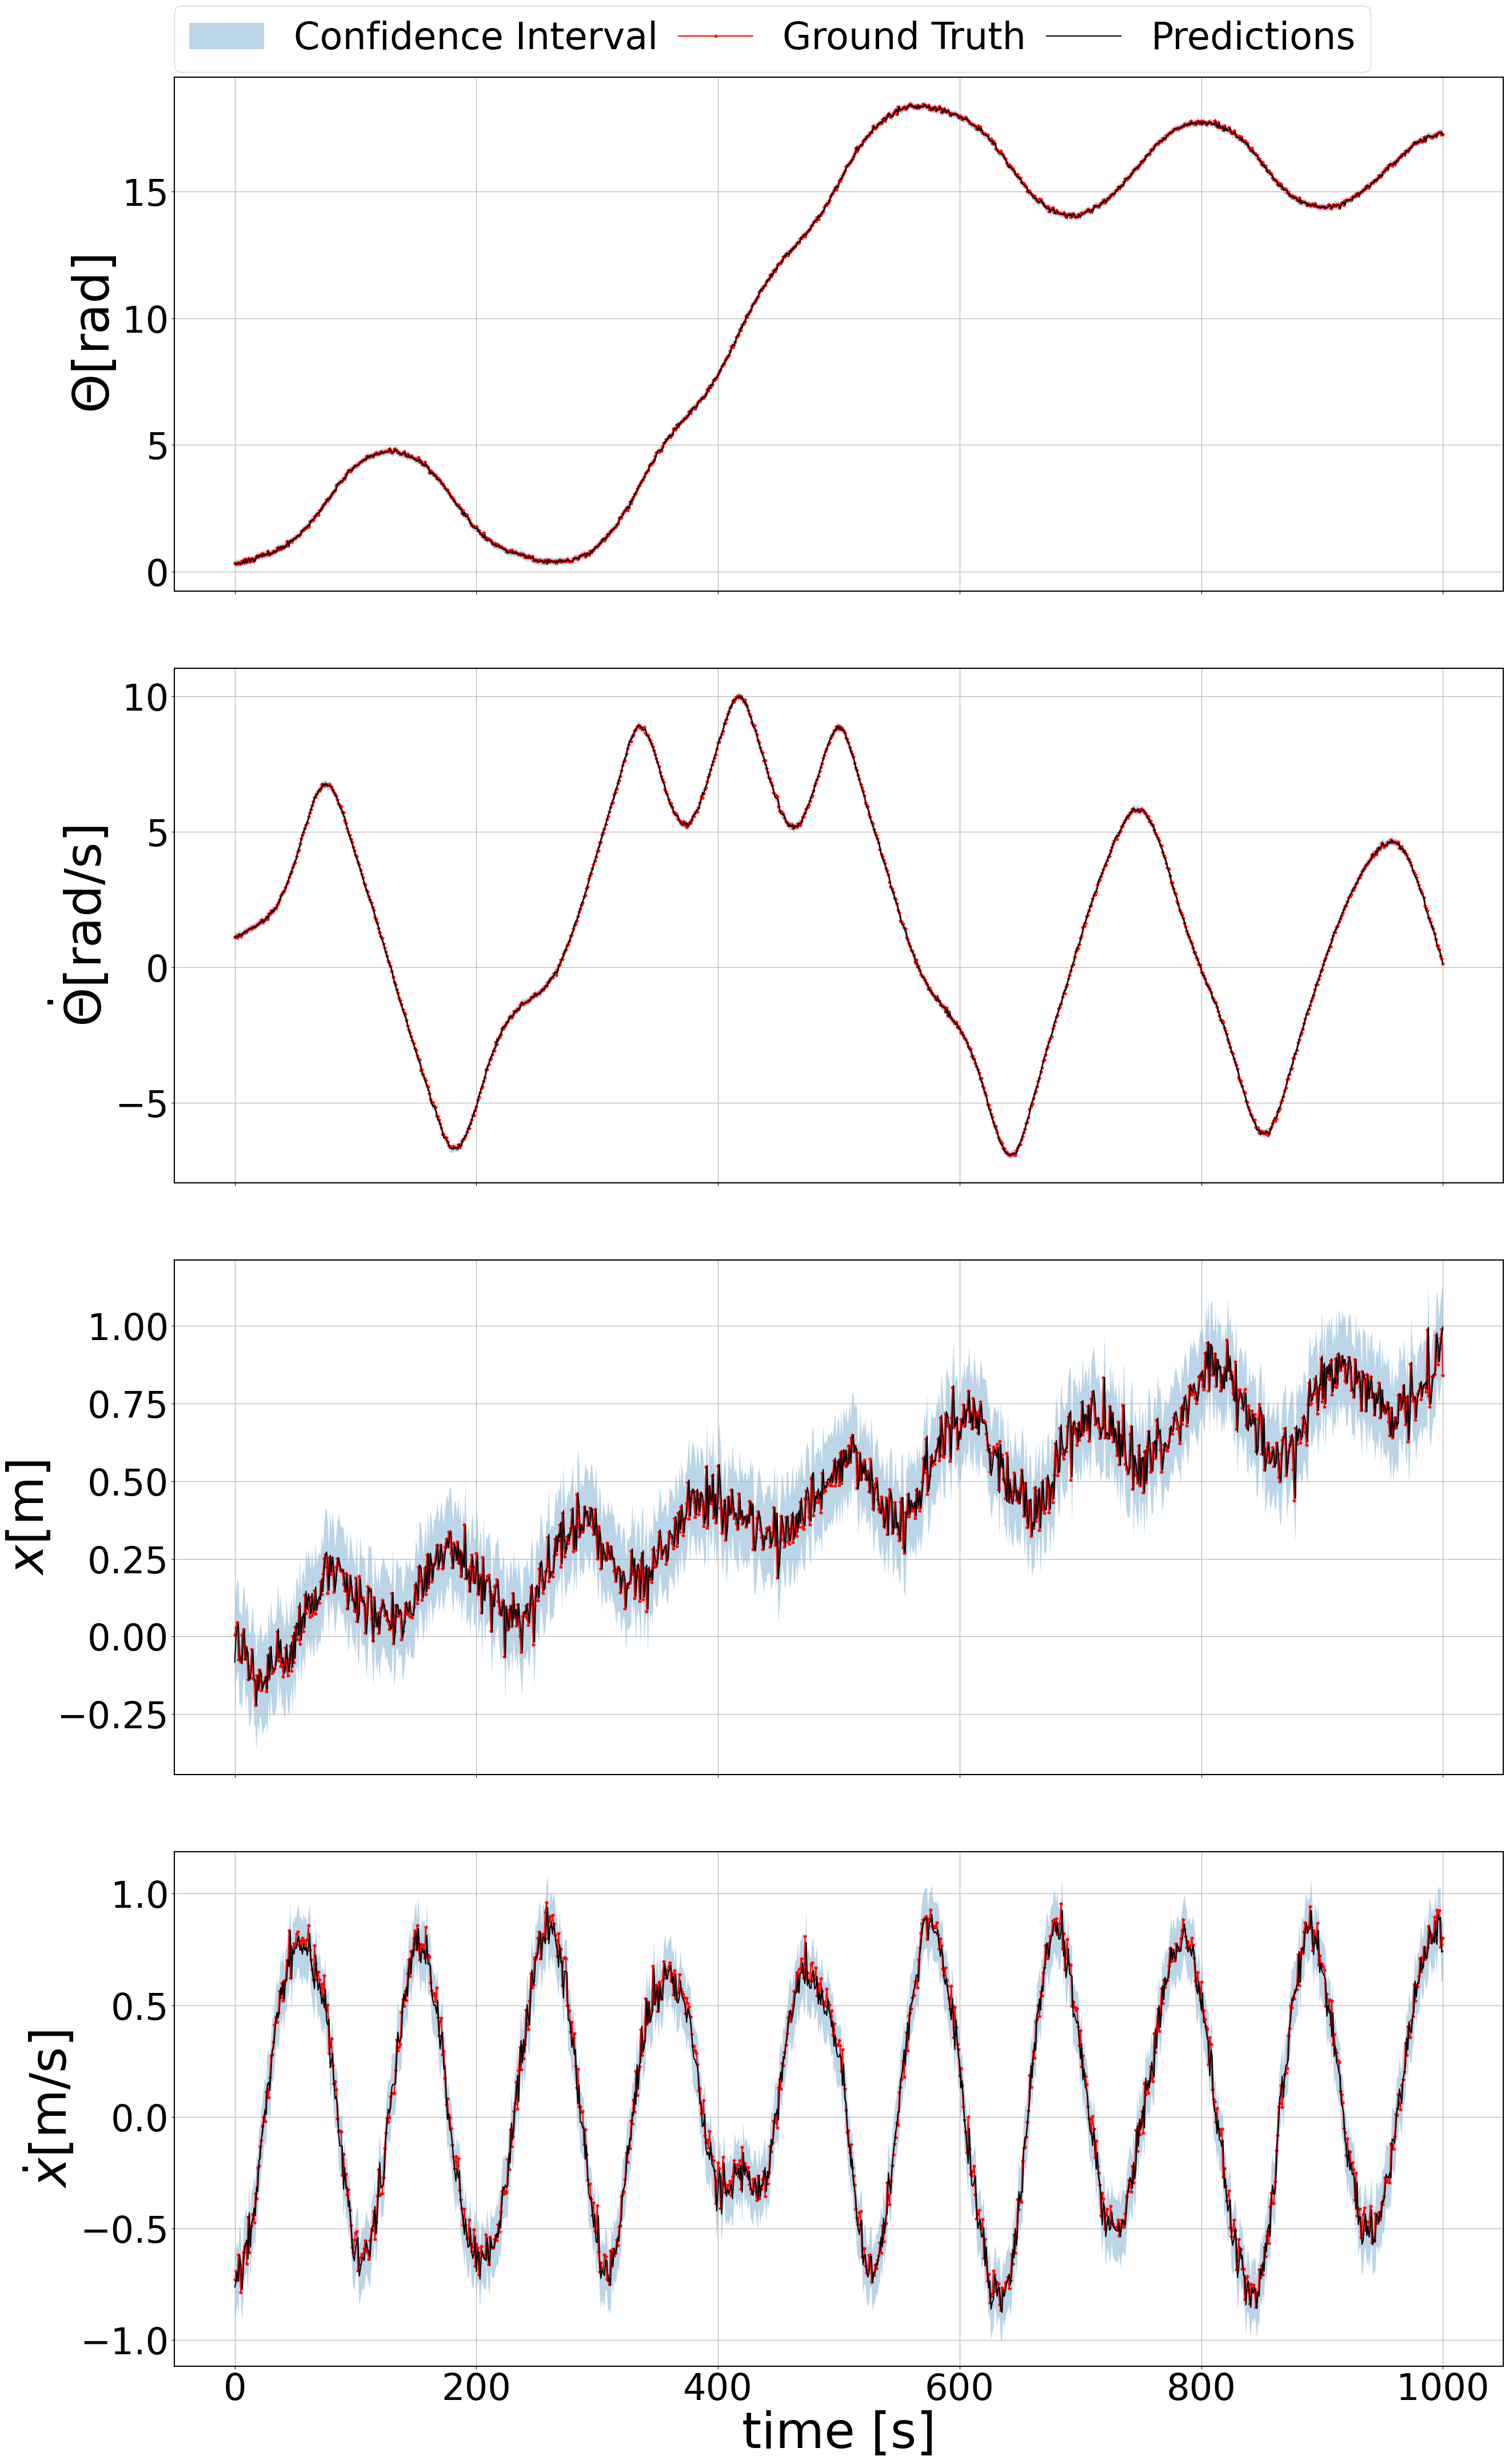 Confidence Interval Ground Truth Predictions
Θ[rad]
15
10
5
0
Θ̇[rad/s]
10
5
0
−5
x[m]
1.00
0.75
0.50
0.25
0.00
−0.25
ẋ[m/s]
1.0
0.5
0.0
−0.5
−1.0
0 200 400 600 800 1000
time [s]